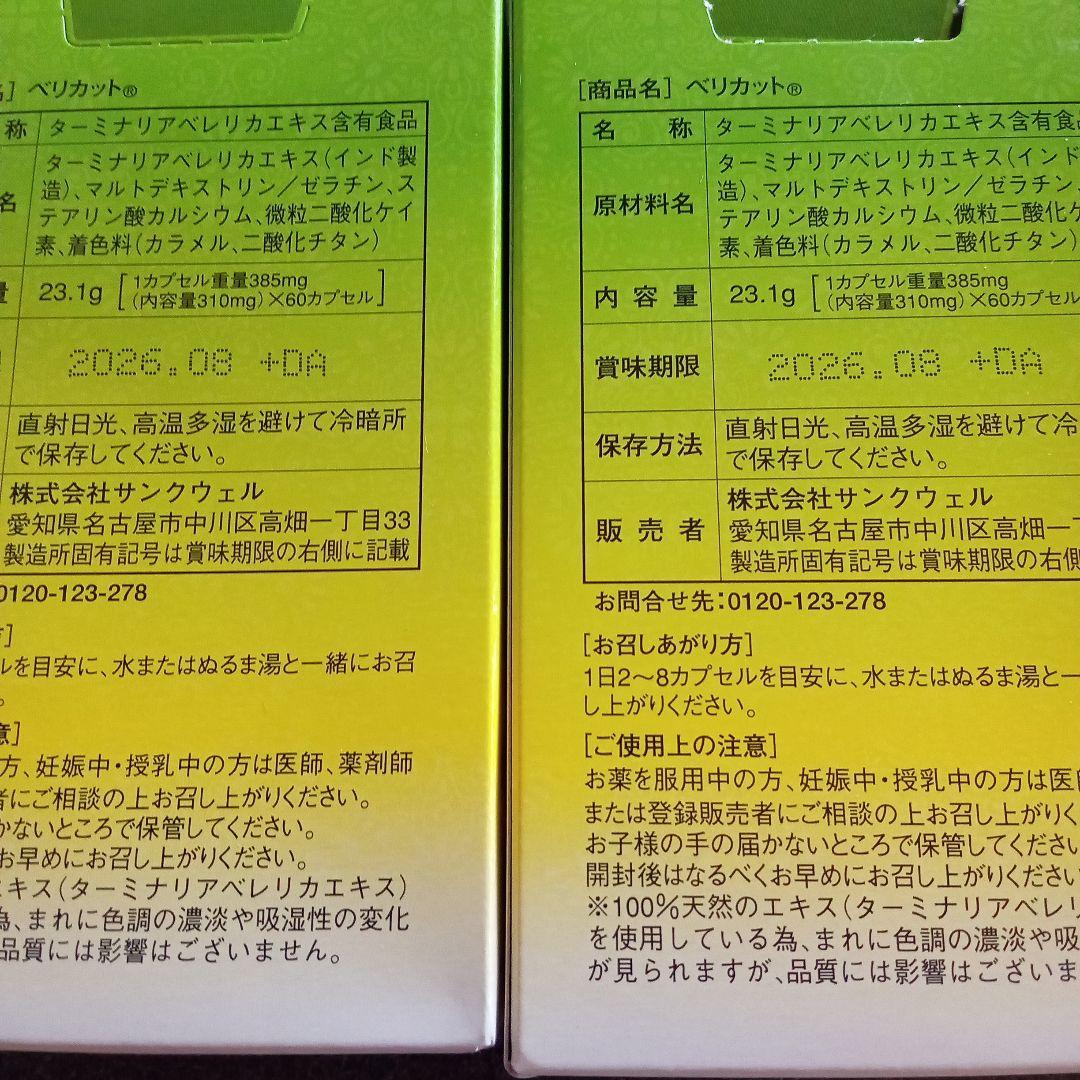 名] ベリカット®
称 ターミナリアベレリカエキス含有食品
名 ターミナリアベレリカエキス(インド製
造)、マルトデキストリン/ゼラチン、ス
テアリン酸カルシウム、微粒二酸化ケイ
素、着色料(カラメル、二酸化チタン)
量 23.1g [1カプセル重量385mg
(内容量310mg)×60カプセル]
2026.08 +DA
直射日光、高温多湿を避けて冷暗所
で保存してください。
株式会社サンクウェル
愛知県名古屋市中川区高畑一丁目33
製造所固有記号は賞味期限の右側に記載
0120-123-278
方]
ルを目安に、水またはぬるま湯と一緒にお召
。
意]
方、妊娠中・授乳中の方は医師、薬剤師
者にご相談の上お召し上がりください。
かないところで保管してください。
お早めにお召し上がりください。
エキス(ターミナリアベレリカエキス)
為、まれに色調の濃淡や吸湿性の変化
品質には影響はございません。
[商品名] ベリカット®
名称 ターミナリアベレリカエキス含有食品
原材料名 ターミナリアベレリカエキス(インド
造)、マルトデキストリン/ゼラチン、
テアリン酸カルシウム、微粒二酸化ケ
素、着色料(カラメル、二酸化チタン)
内容量 23.1g [1カプセル重量385mg
(内容量310mg)×60カプセル
賞味期限 2026.08 +DA
保存方法 直射日光、高温多湿を避けて冷
で保存してください。
販売者 株式会社サンクウェル
愛知県名古屋市中川区高畑一丁
製造所固有記号は賞味期限の右側
お問合せ先:0120-123-278
[お召しあがり方]
1日2〜8カプセルを目安に、水またはぬるま湯と一
し上がりください。
[ご使用上の注意]
お薬を服用中の方、妊娠中・授乳中の方は医師
または登録販売者にご相談の上お召し上がりく
お子様の手の届かないところで保管してください
開封後はなるべくお早めにお召し上がりください
※100%天然のエキス(ターミナリアベレリ
を使用している為、まれに色調の濃淡や吸
が見られますが、品質には影響はございま